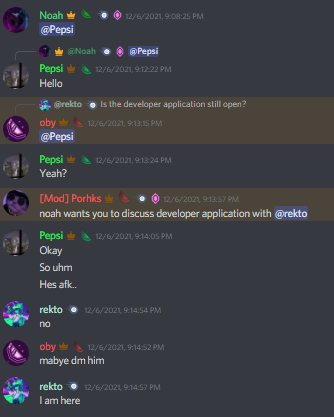 Noah 12/6/2021, 9:08:25 PM
@Pepsi
@Noah @Pepsi
Pepsi 12/6/2021, 9:12:22 PM
Hello
@rekto Is the developer application still open?
oby 12/6/2021, 9:13:15 PM
@Pepsi
Pepsi 12/6/2021, 9:13:24 PM
Yeah?
[Mod] Porhks 12/6/2021, 9:13:57 PM
noah wants you to discuss developer application with @rekto
Pepsi 12/6/2021, 9:14:05 PM
Okay
So uhm
Hes afk..
rekto 12/6/2021, 9:14:54 PM
no
oby 12/6/2021, 9:14:52 PM
mabye dm him
rekto 12/6/2021, 9:14:57 PM
I am here